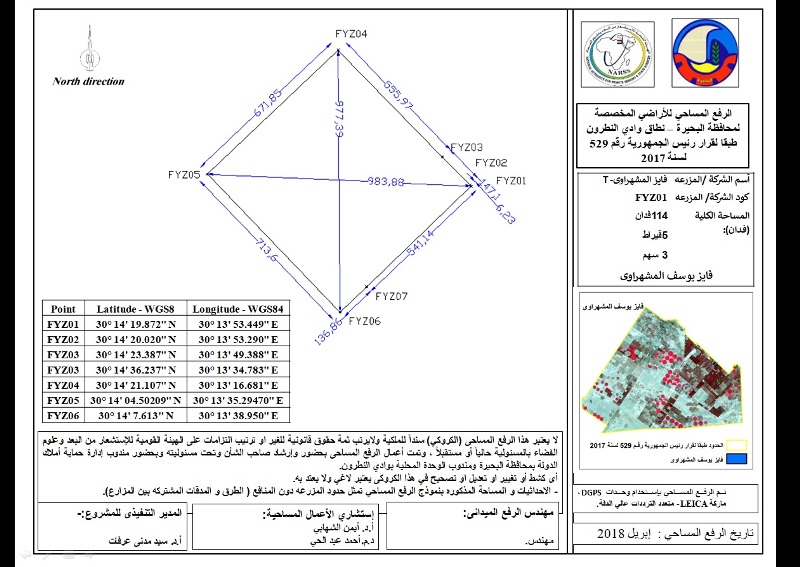 North direction
FYZ04
671,85
555,97
977,39
FYZ03
FYZ02
FYZ01
FYZ05
983,88
147,1
6,23
713,6
541,14
FYZ07
FYZ06
136,86
Point Latitude - WGS8 Longitude - WGS84
FYZ01 30° 14' 19.872" N 30° 13' 53.449" E
FYZ02 30° 14' 20.020" N 30° 13' 53.290" E
FYZ03 30° 14' 23.387" N 30° 13' 49.388" E
FYZ03 30° 14' 36.237" N 30° 13' 34.783" E
FYZ04 30° 14' 21.107" N 30° 13' 16.681" E
FYZ05 30° 14' 04.50209" N 30° 13' 35.29470" E
FYZ06 30° 14' 7.613" N 30° 13' 38.950" E
لا يعتبر هذا الرفع المساحي (الكروكي) سنداً للملكية ولايرتب ثمة حقوق قانونية للغير او ترتيب التزامات على الهيئة القومية للإستشعار من البعد وعلوم
الفضاء بالمسئوليه حالياً أو مستقبلاً ، وتمت أعمال الرفع المساحى بحضور وإرشاد صاحب الشأن وتحت مسئوليته وبحضور مندوب إدارة حماية أملاك
الدولة بمحافظة البحيرة ومندوب الوحدة المحلية بوادي النطرون.
أى كشط أو تغيير او تعديل او تصحيح في هذا الكروكى يعتبر لاغي ولا يعتد به.
- الاحداثيات و المساحة المذكوره بنموذج الرفع المساحي تمثل حدود المزرعه دون المنافع ( الطرق و المدقات المشتركه بين المزارع).
مهندس الرفع الميدانى:
مهندس.
إستشاري الأعمال المساحية:
أ.د. أيمن الشهابي
د.م.أحمد عبد الحي
المدير التنفيذى للمشروع:-
أ.د. سيد مدنى عرفات
NARSS
الرفع المساحي للأراضي المخصصة
لمحافظة البحيرة – نطاق وادي النطرون
طبقا لقرار رئيس الجمهورية رقم 529
لسنة 2017
أسم الشركة /المزرعه فايز المشهراوى- T
كود الشركة/ المزرعه FYZ01
المساحة الكلية 114فدان
(فدان): 5قيراط
3 سهم
فايز يوسف المشهراوى
فايز يوسف المشهراوى
الحدود طبقا لقرار رئيس الجمهورية رقم 529 لسنة 2017
فايز يوسف المشهراوى
تم الرفع المساحى بإستخدام وحدات DGPS -
ماركة LEICA - متعدد الترددات عالي الدقة.
تاريخ الرفع المساحي : إبريل 2018